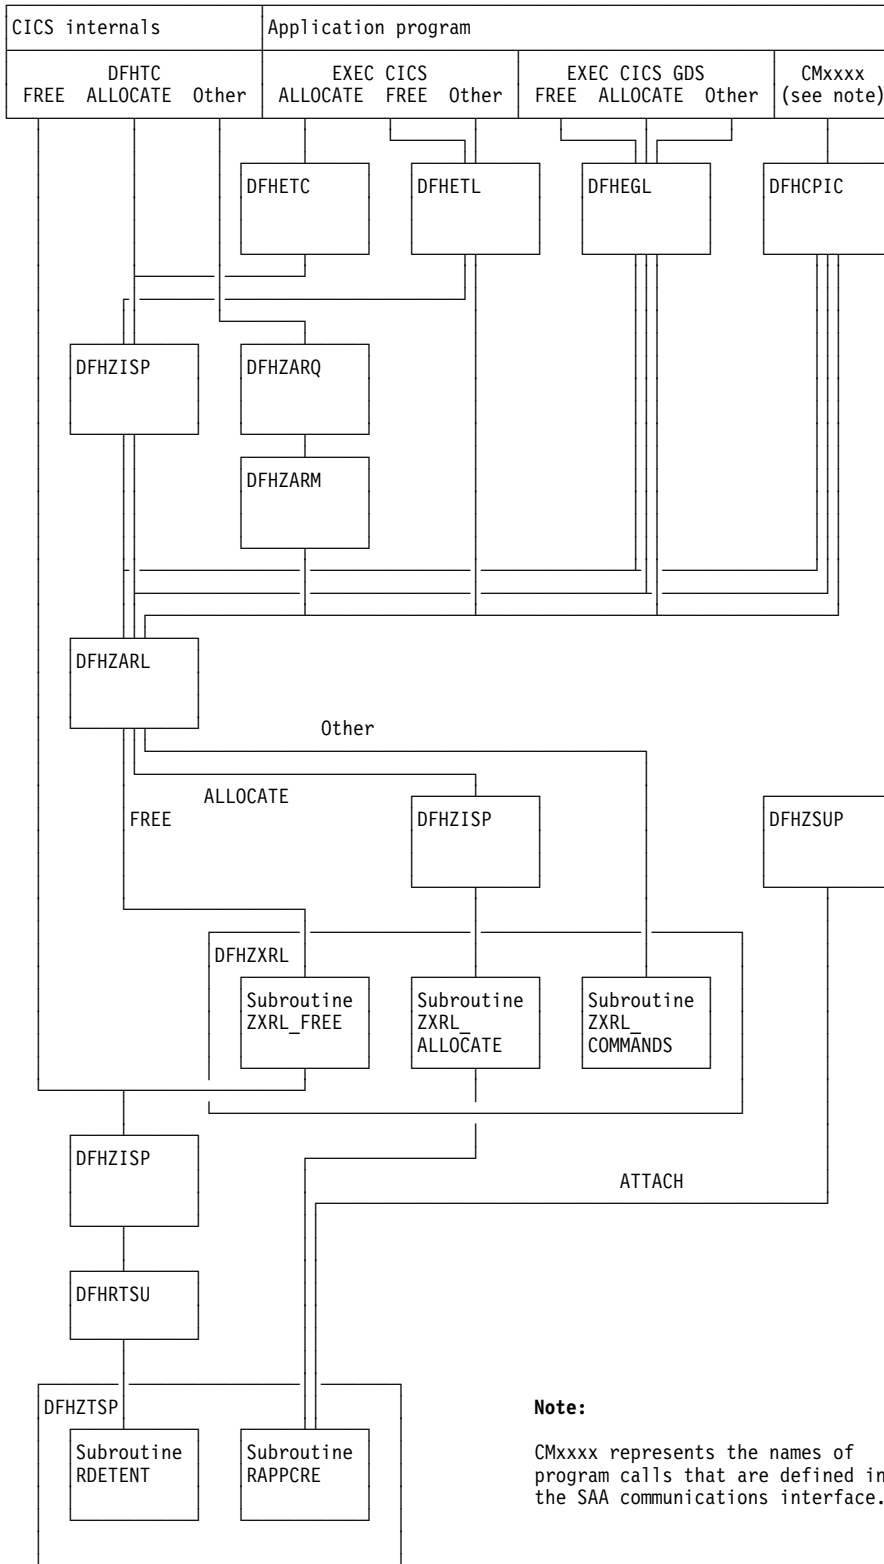 CICS internals
Application program
DFHTC
FREE ALLOCATE Other
EXEC CICS
ALLOCATE FREE Other
EXEC CICS GDS
FREE ALLOCATE Other
CMxxxx
(see note)
DFHETC
DFHETL
DFHEGL
DFHCPIC
DFHZISP
DFHZARQ
DFHZARM
DFHZARL
Other
ALLOCATE
FREE
DFHZISP
DFHZSUP
DFHZXRL
Subroutine
ZXRL_FREE
Subroutine
ZXRL_
ALLOCATE
Subroutine
ZXRL_
COMMANDS
DFHZISP
ATTACH
DFHRTSU
DFHZTSP
Subroutine
RDETENT
Subroutine
RAPPCRE
Note:
CMxxxx represents the names of
program calls that are defined in
the SAA communications interface.